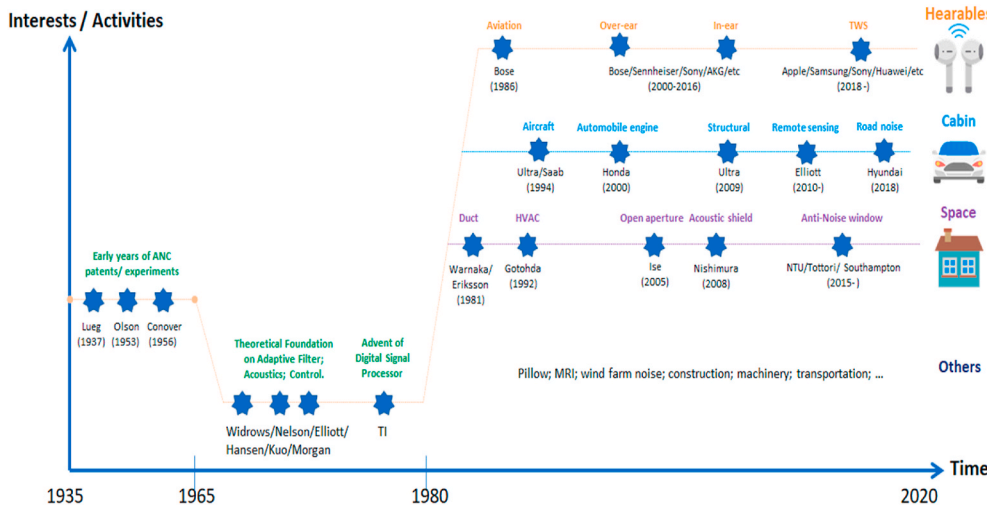 Interests / Activities
Hearables
Aviation
Over-ear
In-ear
TWS
Bose
(1986)
Bose/Sennheiser/Sony/AKG/etc
(2000-2016)
Apple/Samsung/Sony/Huawei/etc
(2018 -)
Cabin
Aircraft
Automobile engine
Structural
Remote sensing
Road noise
Ultra/Saab
(1994)
Honda
(2000)
Ultra
(2009)
Elliott
(2010-)
Hyundai
(2018)
Space
Duct
HVAC
Open aperture
Acoustic shield
Anti-Noise window
Warnaka/
Eriksson
(1981)
Gotohda
(1992)
Ise
(2005)
Nishimura
(2008)
NTU/Tottori/ Southampton
(2015-)
Early years of ANC
patents/ experiments
Lueg
(1937)
Olson
(1953)
Conover
(1956)
Theoretical Foundation
on Adaptive Filter;
Acoustics; Control.
Advent of
Digital Signal
Processor
Widrows/Nelson/Elliott/
Hansen/Kuo/Morgan
TI
Pillow; MRI; wind farm noise; construction; machinery; transportation; ...
Others
Time
1935
1965
1980
2020